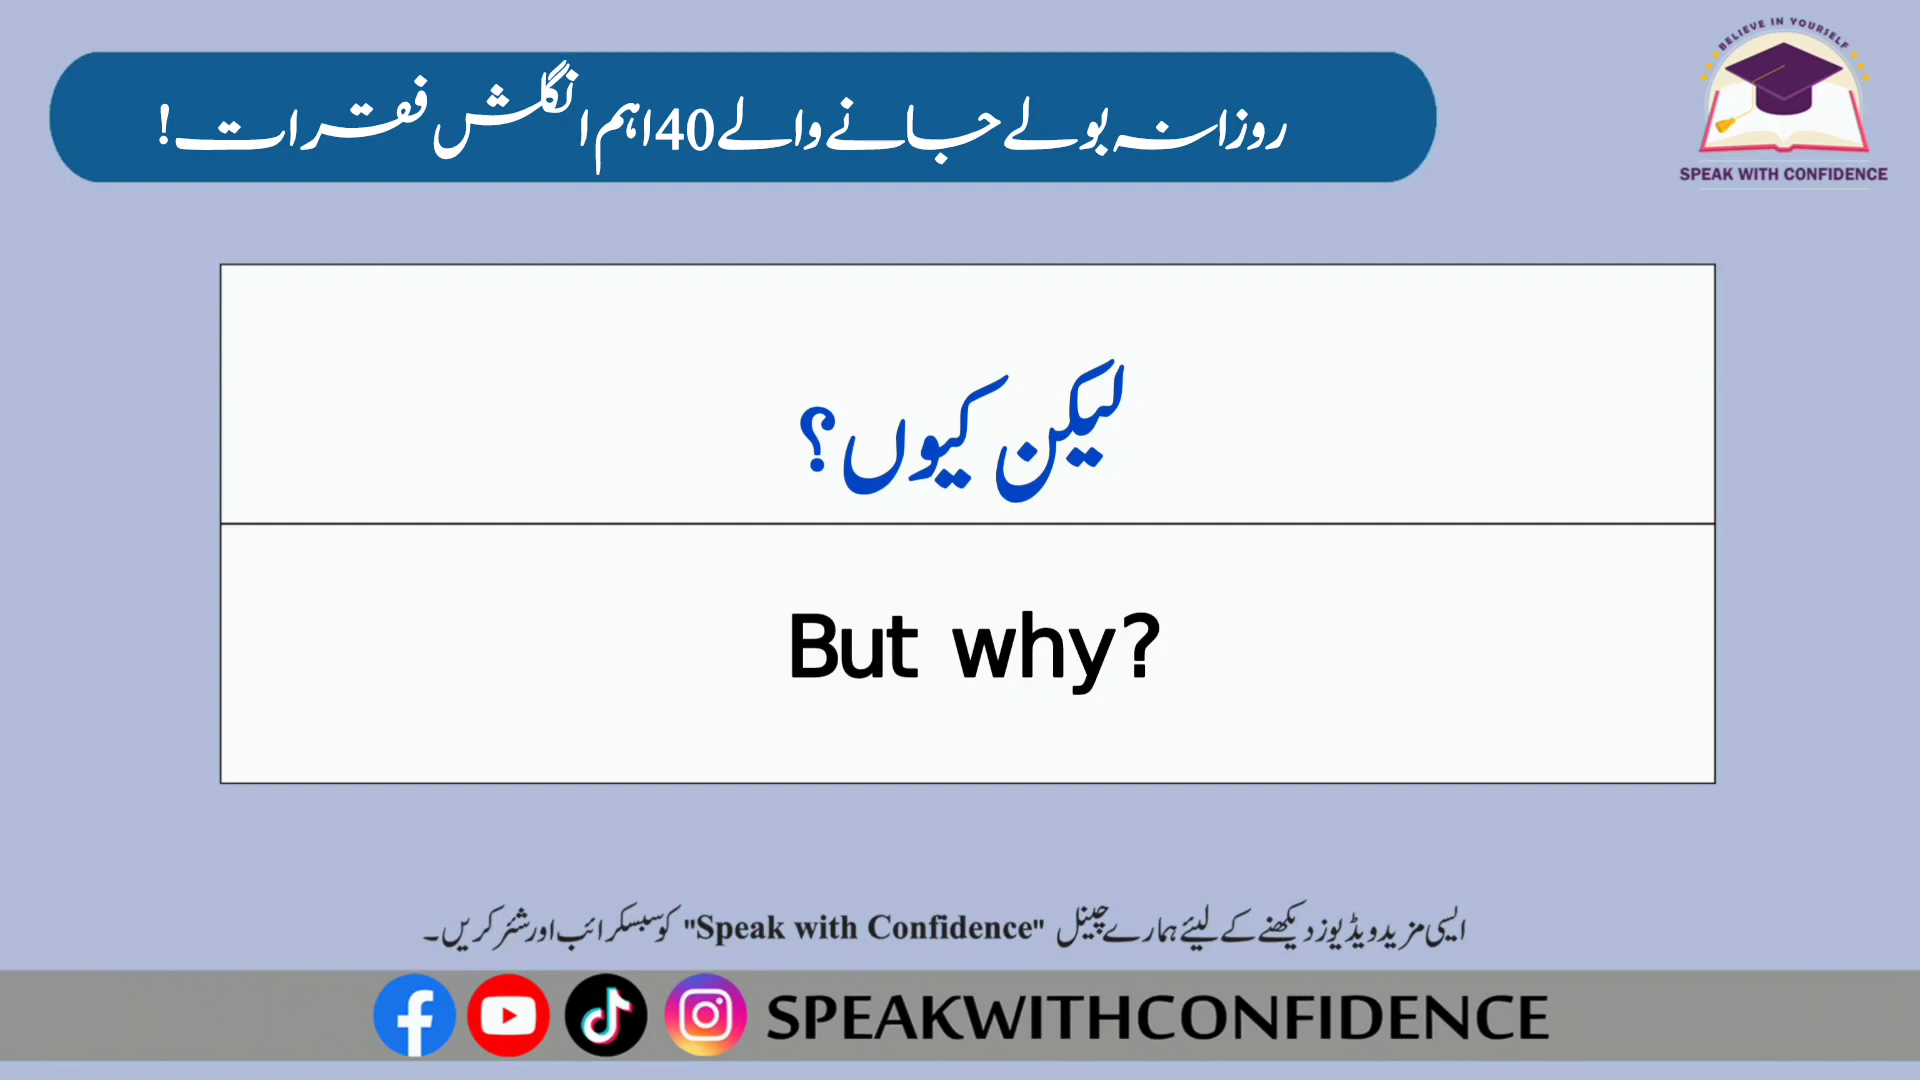 BELIEVE IN YOURSELF
SPEAK WITH CONFIDENCE
روزانہ بولے جانے والے 40 اہم انگلش فقرات!
لیکن کیوں؟
But why?
ایسی مزید ویڈیوز دیکھنے کے لیئے ہمارے چینل "Speak with Confidence" کو سبسکرائب اور شئر کریں۔
SPEAKWITHCONFIDENCE